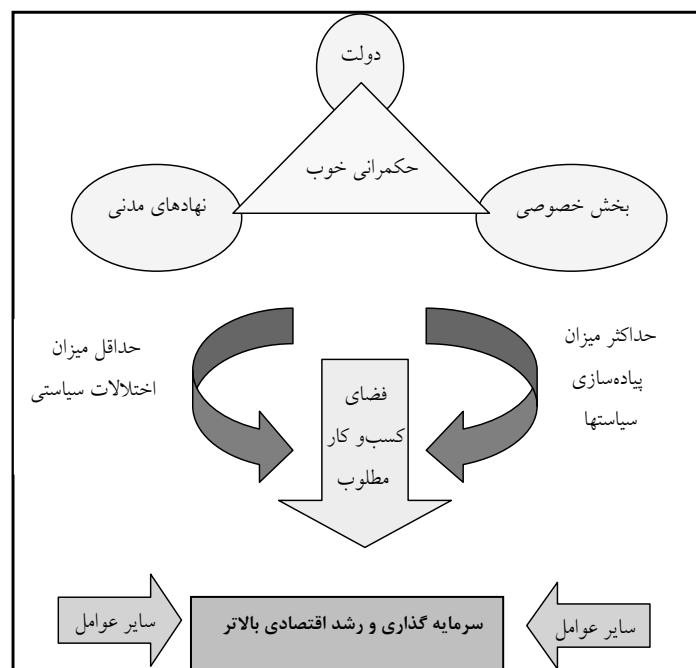 دولت
حکمرانی خوب
بخش خصوصی
نهادهای مدنی
حداکثر میزان
پیاده‌سازی
سیاستها
حداقل میزان
اختلالات سیاستی
فضای
کسب‌و کار
مطلوب
سایر عوامل
سرمایه گذاری و رشد اقتصادی بالاتر
سایر عوامل